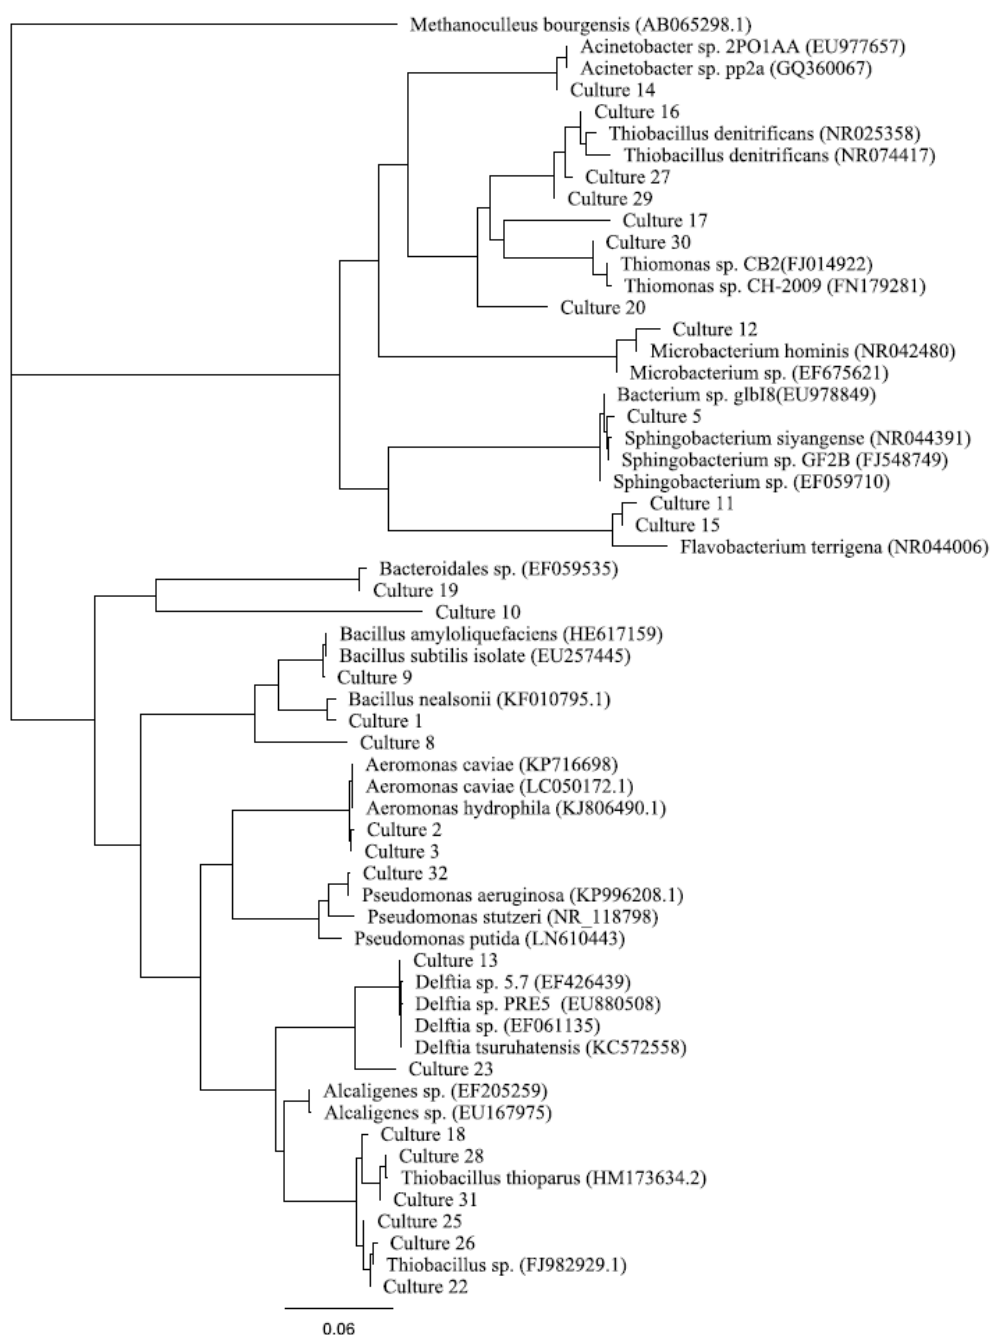 Methanoculleus bourgensis (AB065298.1)
Acinetobacter sp. 2PO1AA (EU977657)
Acinetobacter sp. pp2a (GQ360067)
Culture 14
Culture 16
Thiobacillus denitrificans (NR025358)
Thiobacillus denitrificans (NR074417)
Culture 27
Culture 29
Culture 17
Culture 30
Thiomonas sp. CB2(FJ014922)
Thiomonas sp. CH-2009 (FN179281)
Culture 20
Culture 12
Microbacterium hominis (NR042480)
Microbacterium sp. (EF675621)
Bacterium sp. glbI8(EU978849)
Culture 5
Sphingobacterium siyangense (NR044391)
Sphingobacterium sp. GF2B (FJ548749)
Sphingobacterium sp. (EF059710)
Culture 11
Culture 15
Flavobacterium terrigena (NR044006)
Bacteroidales sp. (EF059535)
Culture 19
Culture 10
Bacillus amyloliquefaciens (HE617159)
Bacillus subtilis isolate (EU257445)
Culture 9
Bacillus nealsonii (KF010795.1)
Culture 1
Culture 8
Aeromonas caviae (KP716698)
Aeromonas caviae (LC050172.1)
Aeromonas hydrophila (KJ806490.1)
Culture 2
Culture 3
Culture 32
Pseudomonas aeruginosa (KP996208.1)
Pseudomonas stutzeri (NR_118798)
Pseudomonas putida (LN610443)
Culture 13
Delftia sp. 5.7 (EF426439)
Delftia sp. PRE5 (EU880508)
Delftia sp. (EF061135)
Delftia tsuruhatensis (KC572558)
Culture 23
Alcaligenes sp. (EF205259)
Alcaligenes sp. (EU167975)
Culture 18
Culture 28
Thiobacillus thioparus (HM173634.2)
Culture 31
Culture 25
Culture 26
Thiobacillus sp. (FJ982929.1)
Culture 22
0.06